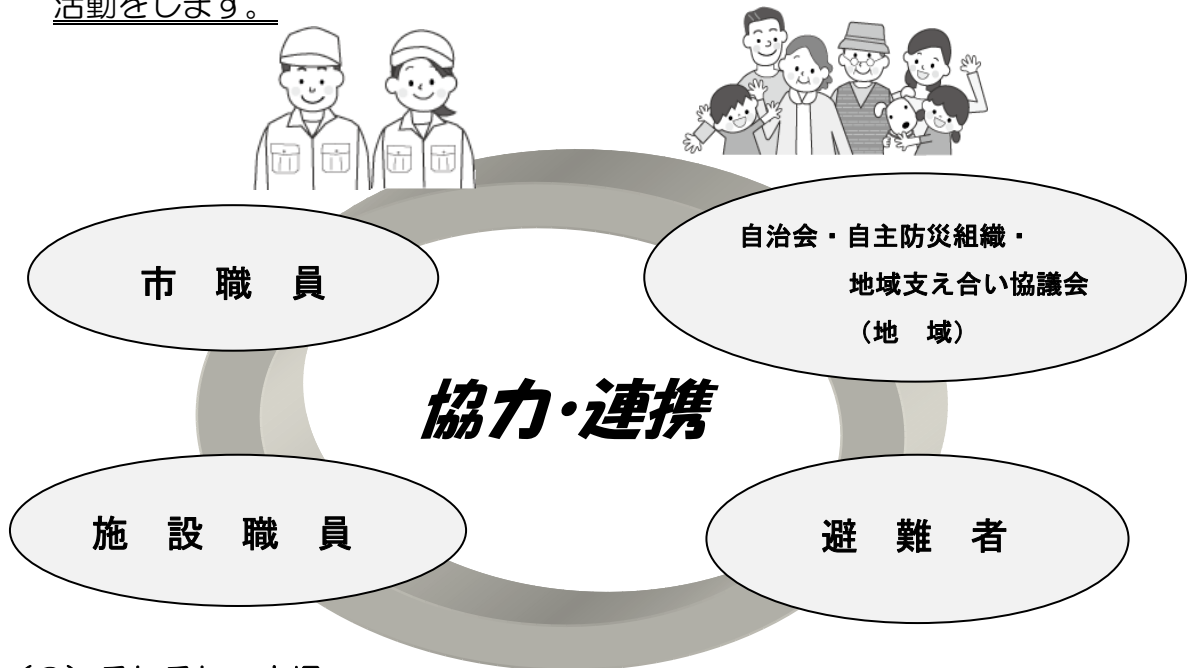 活動をします。
市　職　員
自治会・自主防災組織・
地域支え合い協議会
（地　域）
協力・連携
施　設　職　員
避　難　者